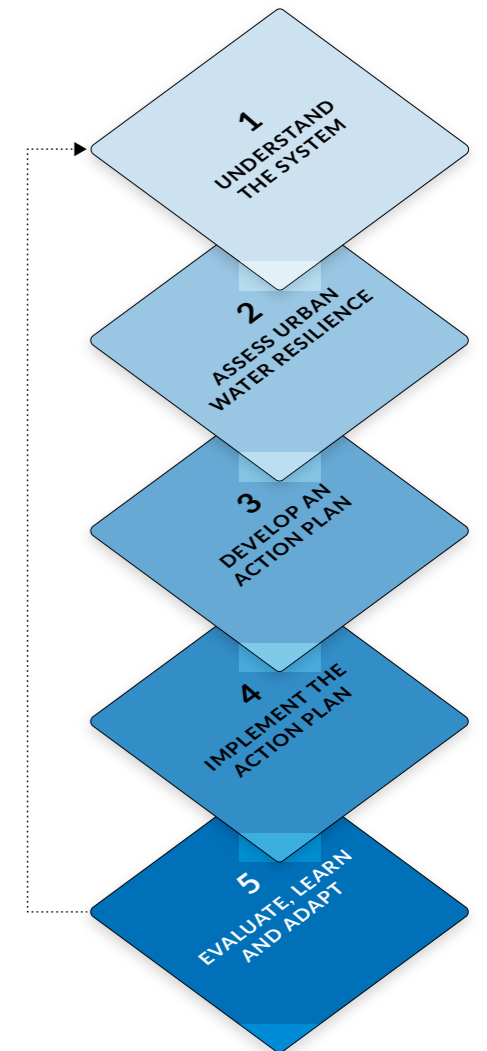 1
UNDERSTAND
THE SYSTEM
2
ASSESS URBAN
WATER RESILIENCE
3
DEVELOP AN
ACTION PLAN
4
IMPLEMENT THE
ACTION PLAN
5
EVALUATE, LEARN
AND ADAPT